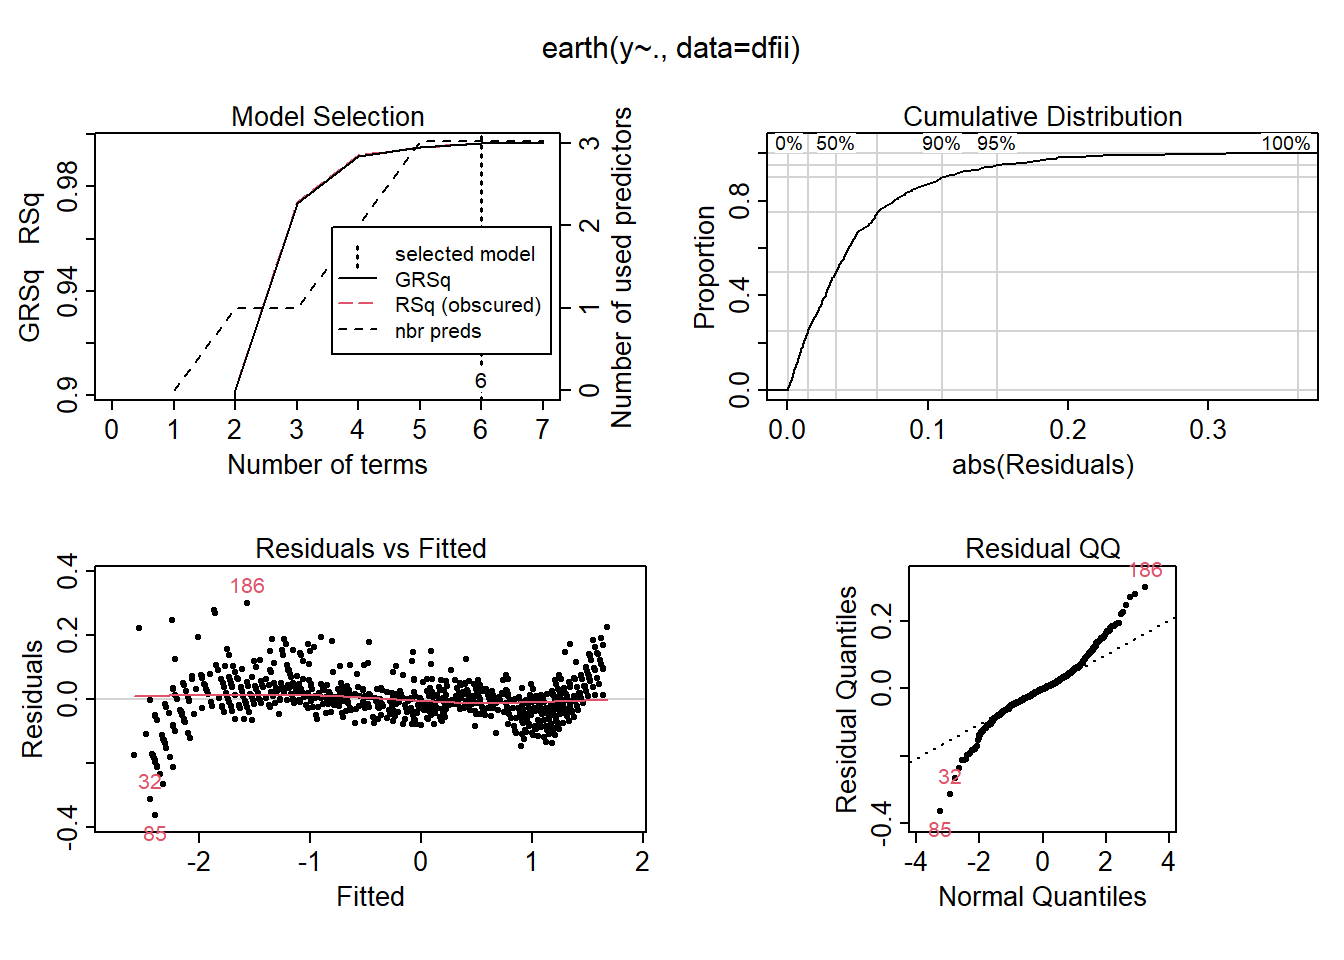 earth(y~., data=dfii)
Model Selection
GRSq RSq
0.9 0.94 0.98
0 1 2 3 4 5 6 7
Number of terms
0 1 2 3
Number of used predictors
selected model
GRSq
RSq (obscured)
nbr preds
6
Cumulative Distribution
0% 50% 90% 95% 100%
Proportion
0.0 0.4 0.8
0.0 0.1 0.2 0.3
abs(Residuals)
Residuals vs Fitted
Residuals
-0.4 0.0 0.2 0.4
186
32
85
-2 -1 0 1 2
Fitted
Residual QQ
Residual Quantiles
-0.4 0.0 0.2
186
32
85
-4 -2 0 2 4
Normal Quantiles